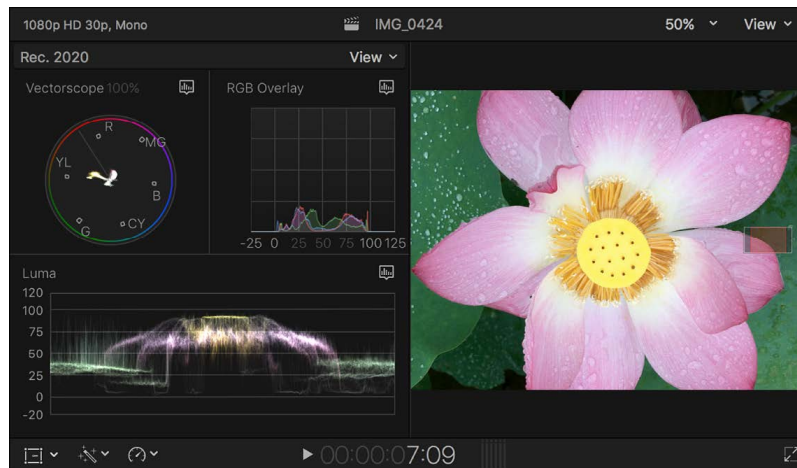 1080p HD 30p, Mono
IMG_0424
50%
View
Rec. 2020
View
Vectorscope 100%
R
MG
YL
B
G
CY
RGB Overlay
-25 0 25 50 75 100 125
Luma
120
100
75
50
25
0
-20
00:00:07:09